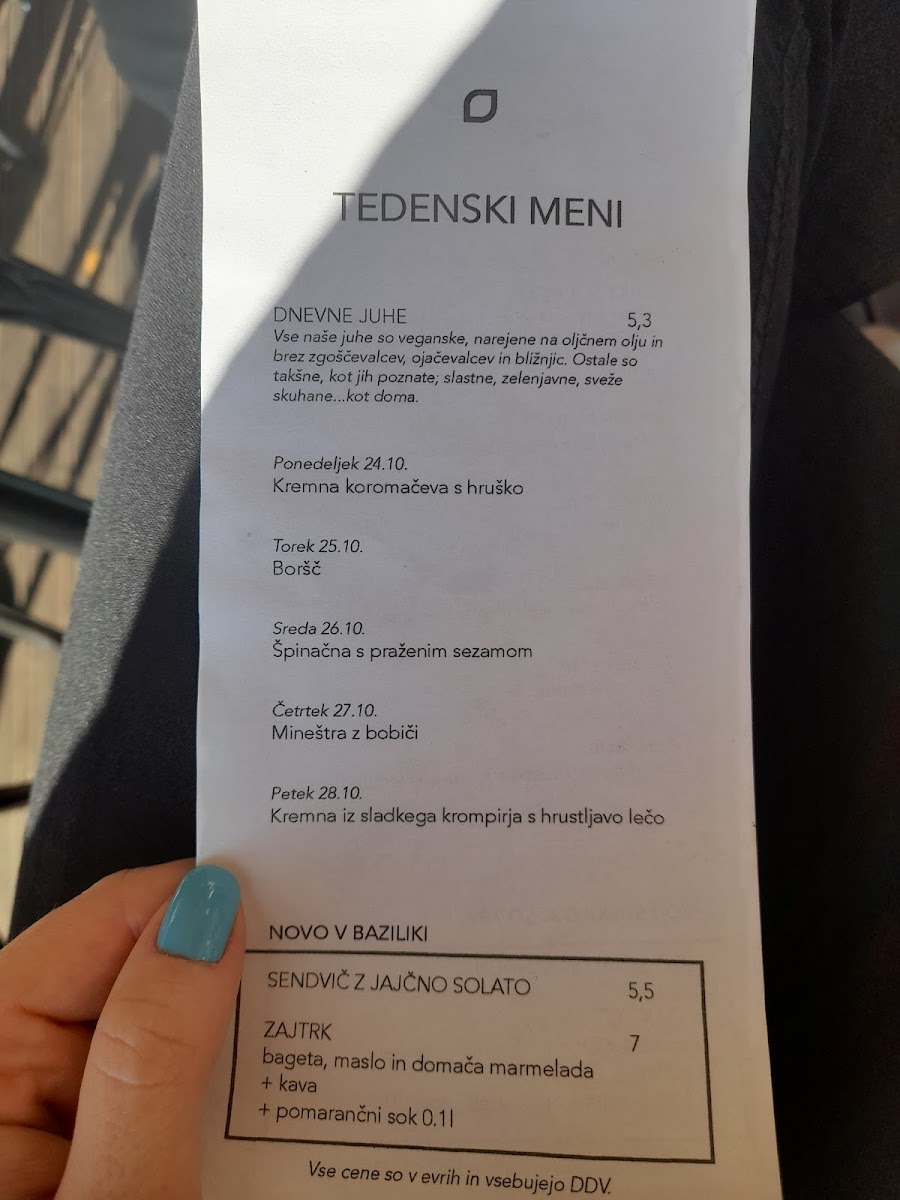 TEDENSKI MENI
DNEVNE JUHE 5,3
Vse naše juhe so veganske, narejene na oljčnem olju in
brez zgoščevalcev, ojačevalcev in bližnjic. Ostale so
takšne, kot jih poznate; slastne, zelenjavne, sveže
skuhane...kot doma.
Ponedeljek 24.10.
Kremna koromačeva s hruško
Torek 25.10.
Boršč
Sreda 26.10.
Špinačna s praženim sezamom
Četrtek 27.10.
Mineštra z bobiči
Petek 28.10.
Kremna iz sladkega krompirja s hrustljavo lečo
NOVO V BAZILIKI
SENDVIČ Z JAJČNO SOLATO 5,5
ZAJTRK 7
bageta, maslo in domača marmelada
+ kava
+ pomarančni sok 0.1l
Vse cene so v evrih in vsebujejo DDV.